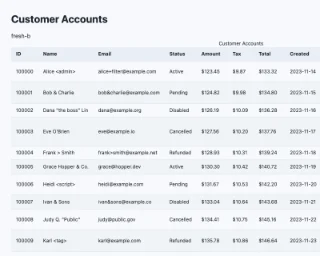 Customer Accounts
fresh-b
Customer Accounts
ID Name Email Status Amount Tax Total Created
100000 Alice <admin> alice+filter@example.com Active $123.45 $9.87 $133.32 2023-11-14
100001 Bob & Charlie bob&charlie@example.com Pending $124.82 $9.98 $134.80 2023-11-15
100002 Dana "the boss" Lin dana@example.org Disabled $126.19 $10.09 $136.28 2023-11-16
100003 Eve O'Brien eve@example.io Cancelled $127.56 $10.20 $137.76 2023-11-17
100004 Frank > Smith frank+smith@example.net Refunded $128.93 $10.31 $139.24 2023-11-18
100005 Grace Hopper & Co. grace@hopper.dev Active $130.30 $10.42 $140.72 2023-11-19
100006 Heidi <script> heidi@example.com Pending $131.67 $10.53 $142.20 2023-11-20
100007 Ivan & Sons ivan&sons@example.co Disabled $133.04 $10.64 $143.68 2023-11-21
100008 Judy Q. "Public" judy@public.gov Cancelled $134.41 $10.75 $145.16 2023-11-22
100009 Karl <tag> karl@example.com Refunded $135.78 $10.86 $146.64 2023-11-23